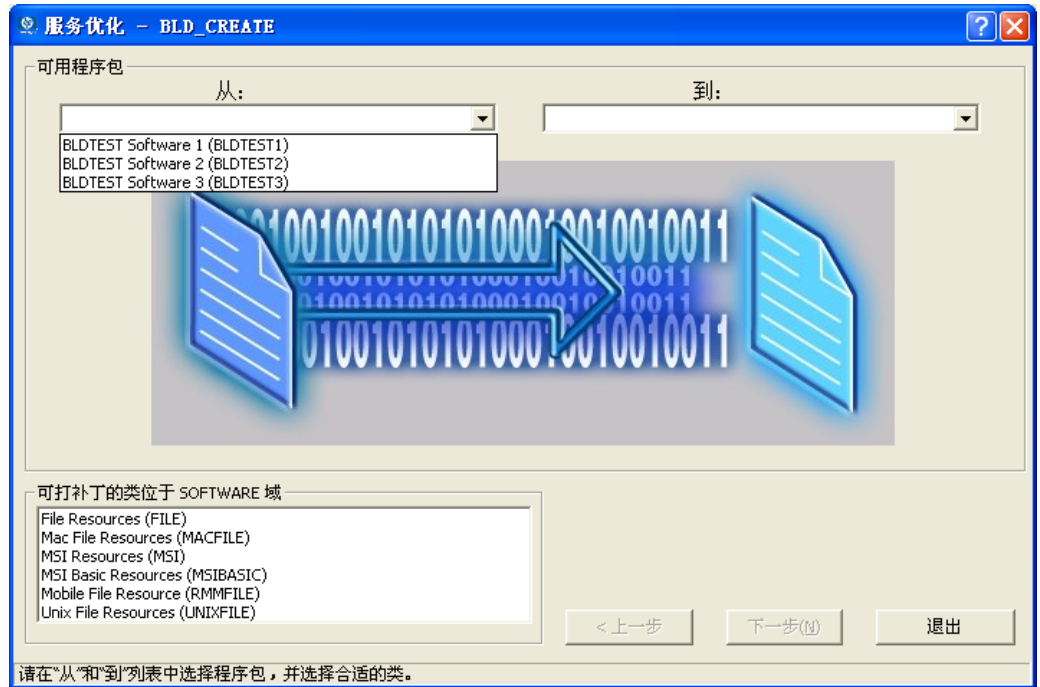 服务优化 - BLD_CREATE
可用程序包
从:
到:
BLDTEST Software 1 (BLDTEST1)
BLDTEST Software 2 (BLDTEST2)
BLDTEST Software 3 (BLDTEST3)
可打补丁的类位于 SOFTWARE 域
File Resources (FILE)
Mac File Resources (MACFILE)
MSI Resources (MSI)
MSI Basic Resources (MSIBASIC)
Mobile File Resource (RMMFILE)
Unix File Resources (UNIXFILE)
<上一步
下一步(N)
退出
请在“从”和“到”列表中选择程序包，并选择合适的类。